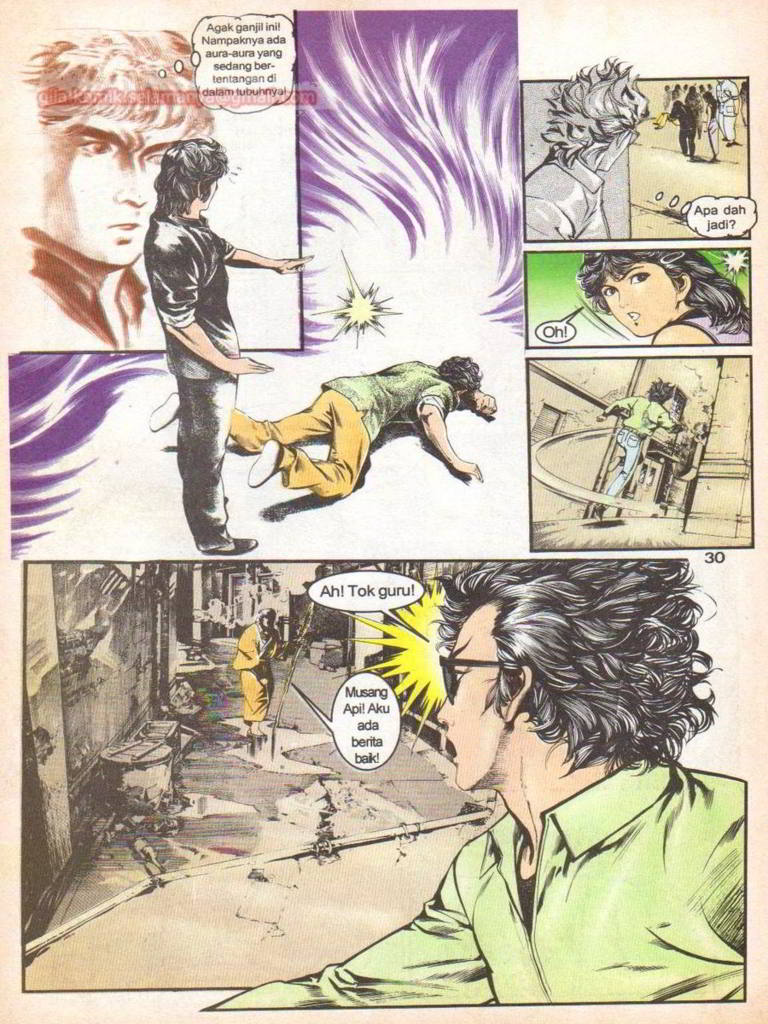 Agak ganjil ini!
Nampaknya ada
aura-aura yang
sedang ber-
tentangan di
dalam tubuhnya!
Apa dah
jadi?
Oh!
30
Ah! Tok guru!
Musang
Api! Aku
ada
berita
baik!